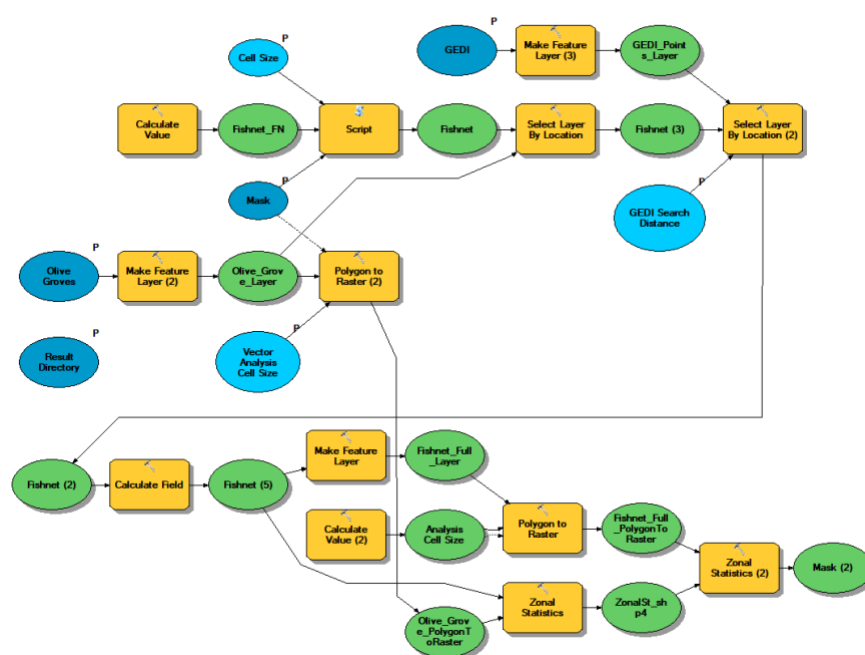 P
P
Cell Size
GEDI
Make Feature
Layer (3)
GEDI_Point
s_Layer
Calculate
Value
Fishnet_FN
Script
Fishnet
Select Layer
By Location
Fishnet (3)
Select Layer
By Location (2)
P
Mask
P
GEDI Search
Distance
P
Olive
Groves
Make Feature
Layer (2)
Olive_Grov
e_Layer
Polygon to
Raster (2)
P
Result
Directory
P
Vector
Analysis
Cell Size
Make Feature
Layer
Fishnet_Full
_Layer
Fishnet (2)
Calculate Field
Fishnet (5)
Calculate
Value (2)
Analysis
Cell Size
Polygon to
Raster
Fishnet_Full
_PolygonTo
Raster
Zonal
Statistics (2)
Mask (2)
Olive_Grov
e_PolygonT
oRaster
Zonal
Statistics
ZonalSt_sh
p4